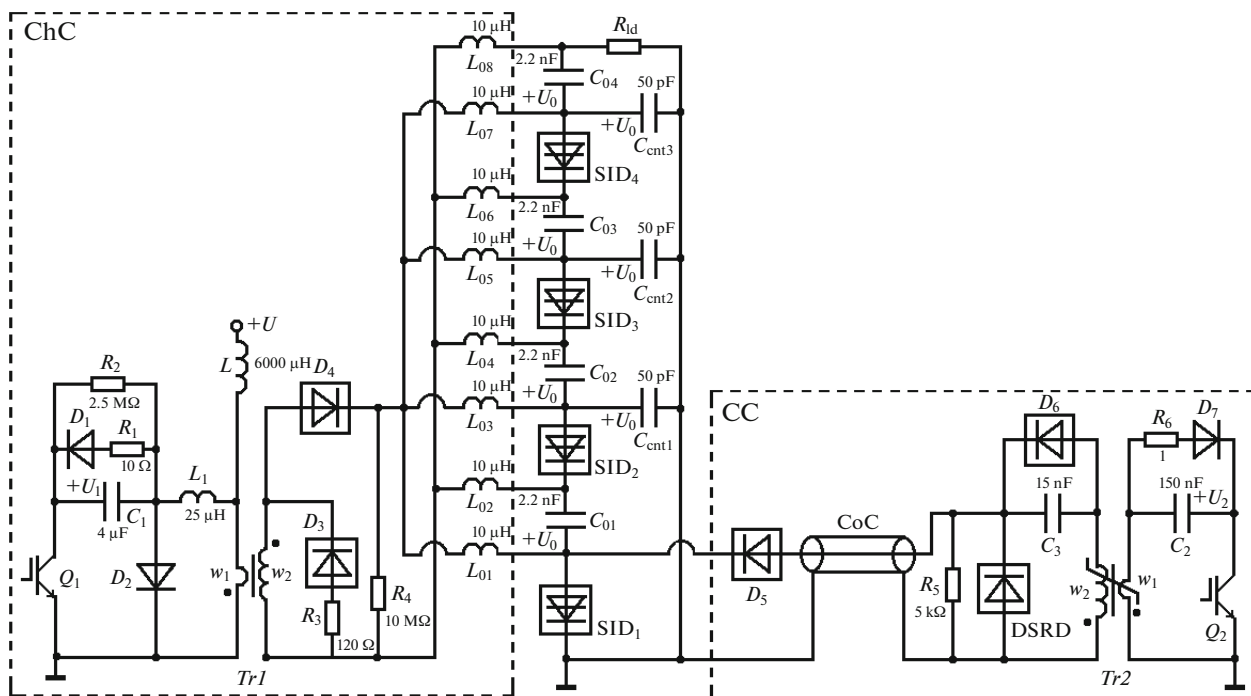 ChC
10 μH
L08
2.2 nF
C04
Rld
+U0
50 pF
10 μH
L07
+U0
Ccnt3
SID4
10 μH
L06
2.2 nF
C03
+U0
50 pF
10 μH
L05
+U0
Ccnt2
SID3
10 μH
L04
2.2 nF
C02
+U0
50 pF
10 μH
L03
+U0
Ccnt1
SID2
10 μH
L02
2.2 nF
C01
+U0
10 μH
L01
SID1
+U
L
6000 μH
D4
R2
2.5 MΩ
D1
R1
10 Ω
+U1
C1
4 μF
L1
25 μH
Q1
D2
w1
w2
D3
R3
120 Ω
R4
10 MΩ
Tr1
CC
D5
CoC
R5
5 kΩ
D6
15 nF
C3
DSRD
w2
w1
R6
1
D7
150 nF
+U2
C2
Q2
Tr2